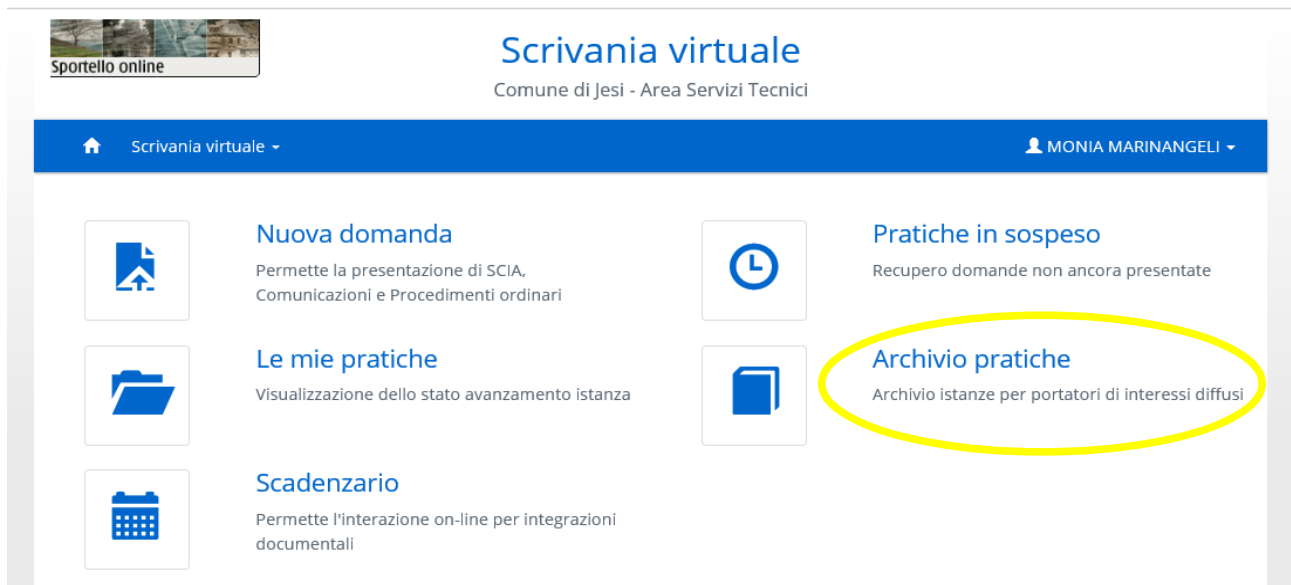 Sportello online
Scrivania virtuale
Comune di Jesi - Area Servizi Tecnici
Scrivania virtuale
MONIA MARINANGELI
Nuova domanda
Permette la presentazione di SCIA,
Comunicazioni e Procedimenti ordinari
Pratiche in sospeso
Recupero domande non ancora presentate
Le mie pratiche
Visualizzazione dello stato avanzamento istanza
Archivio pratiche
Archivio istanze per portatori di interessi diffusi
Scadenzario
Permette l'interazione on-line per integrazioni
documentali